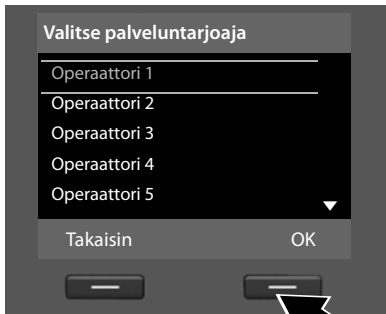 Valitse palveluntarjoaja
Operaattori 1
Operaattori 2
Operaattori 3
Operaattori 4
Operaattori 5
Takaisin OK